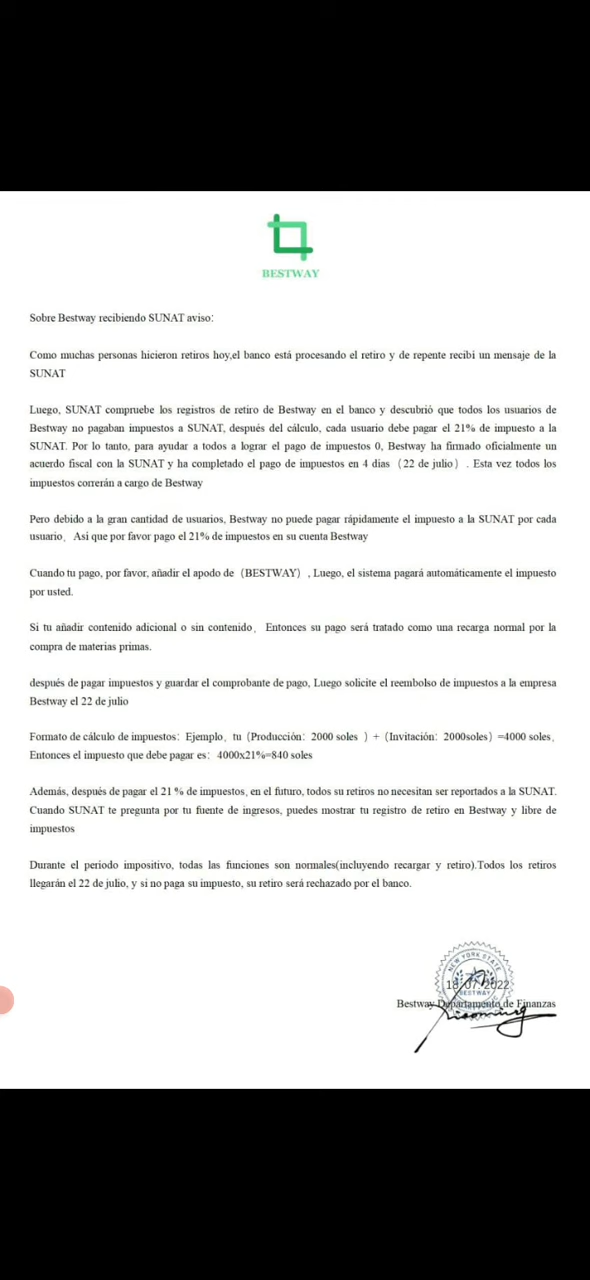 BESTWAY
Sobre Bestway recibiendo SUNAT aviso:
Como muchas personas hicieron retiros hoy,el banco está procesando el retiro y de repente recibí un mensaje de la
SUNAT
Luego, SUNAT compruebe los registros de retiro de Bestway en el banco y descubrió que todos los usuarios de
Bestway no pagaban impuestos a SUNAT, después del cálculo, cada usuario debe pagar el 21% de impuesto a la
SUNAT. Por lo tanto, para ayudar a todos a lograr el pago de impuestos 0, Bestway ha firmado oficialmente un
acuerdo fiscal con la SUNAT y ha completado el pago de impuestos en 4 dias（22 de julio）. Esta vez todos los
impuestos correrán a cargo de Bestway
Pero debido a la gran cantidad de usuarios, Bestway no puede pagar rápidamente el impuesto a la SUNAT por cada
usuario，Asi que por favor pago el 21% de impuestos en su cuenta Bestway
Cuando tu pago, por favor, añadir el apodo de（BESTWAY）, Luego, el sistema pagará automáticamente el impuesto
por usted.
Si tu añadir contenido adicional o sin contenido，Entonces su pago será tratado como una recarga normal por la
compra de materias primas.
después de pagar impuestos y guardar el comprobante de pago, Luego solicite el reembolso de impuestos a la empresa
Bestway el 22 de julio
Formato de cálculo de impuestos：Ejemplo，tu（Producción：2000 soles ）+（Invitación：2000soles）=4000 soles，
Entonces el impuesto que debe pagar es：4000x21%=840 soles
Además, después de pagar el 21 % de impuestos, en el futuro, todos su retiros no necesitan ser reportados a la SUNAT.
Cuando SUNAT te pregunta por tu fuente de ingresos, puedes mostrar tu registro de retiro en Bestway y libre de
impuestos
Durante el periodo impositivo, todas las funciones son normales(incluyendo recargar y retiro).Todos los retiros
llegarán el 22 de julio, y si no paga su impuesto, su retiro será rechazado por el banco.
NEW YORK STATE
18/07/2022
BESTWAY
Bestway Departamento de Finanzas